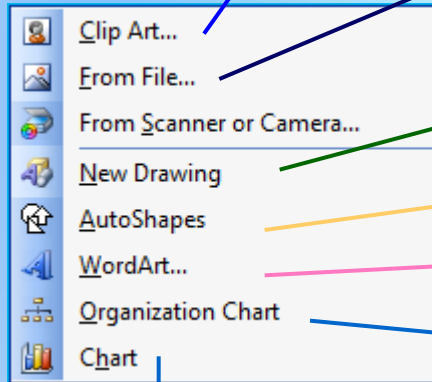 Clip Art...
From File...
From Scanner or Camera...
New Drawing
AutoShapes
WordArt...
Organization Chart
Chart